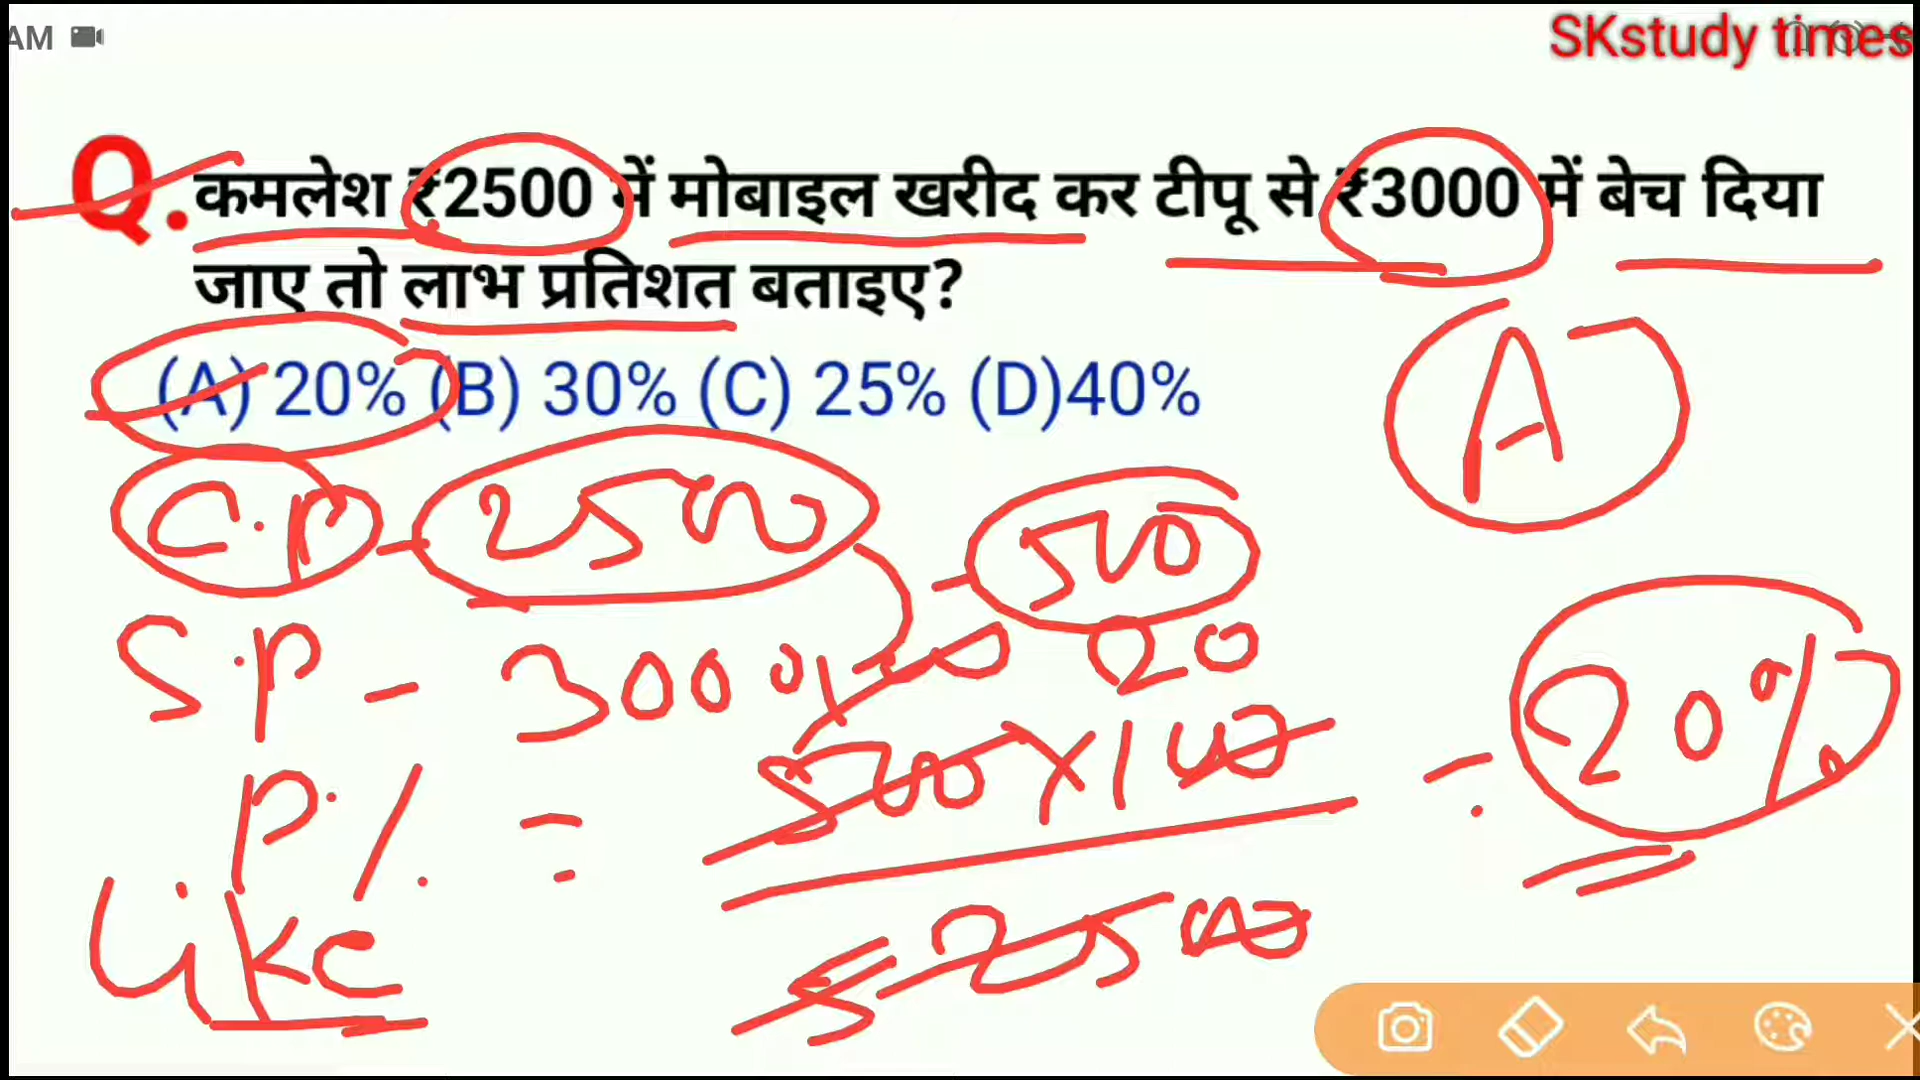 AM
SKstudy times
Q. कमलेश ₹2500 में मोबाइल खरीद कर टीपू से ₹3000 में बेच दिया
जाए तो लाभ प्रतिशत बताइए?
(A) 20% (B) 30% (C) 25% (D)40%
A
C.P - 2500 - 500
S.P - 3000 20
P.% = 500 x 100 = 20%
2500
5
Like